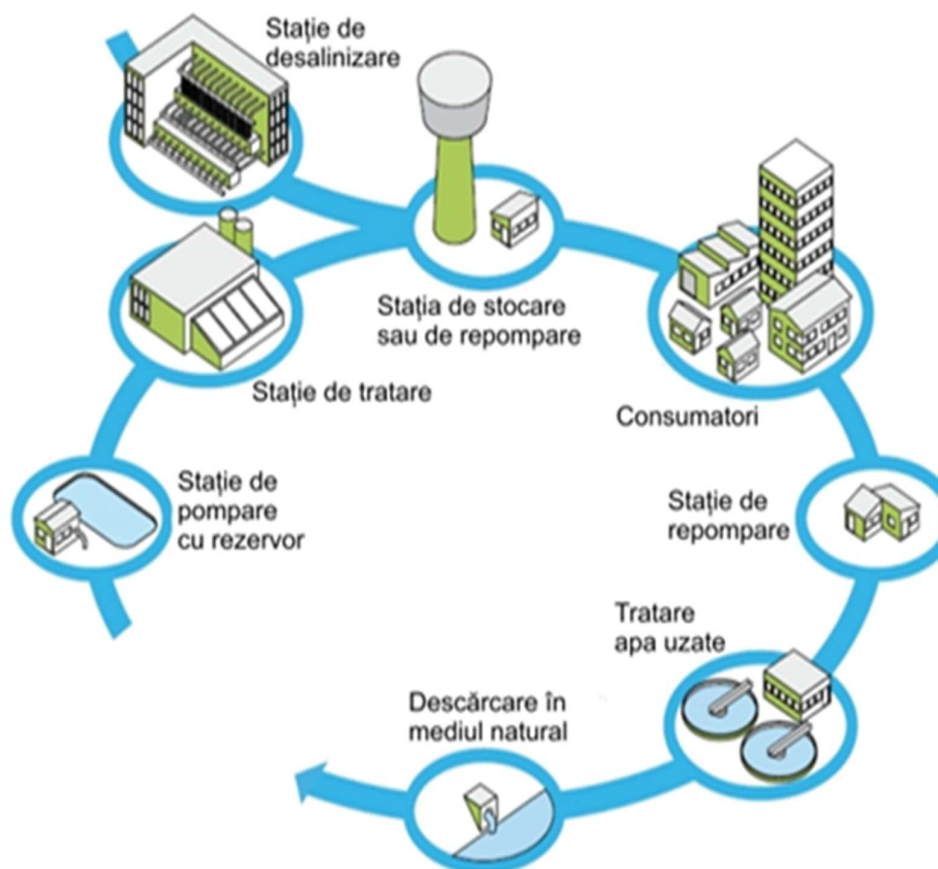 Stație de
desalinizare
Stația de stocare
sau de repompare
Stație de tratare
Consumatori
Stație de
pompare
cu rezervor
Stație de
repompare
Tratare
apa uzate
Descărcare în
mediul natural